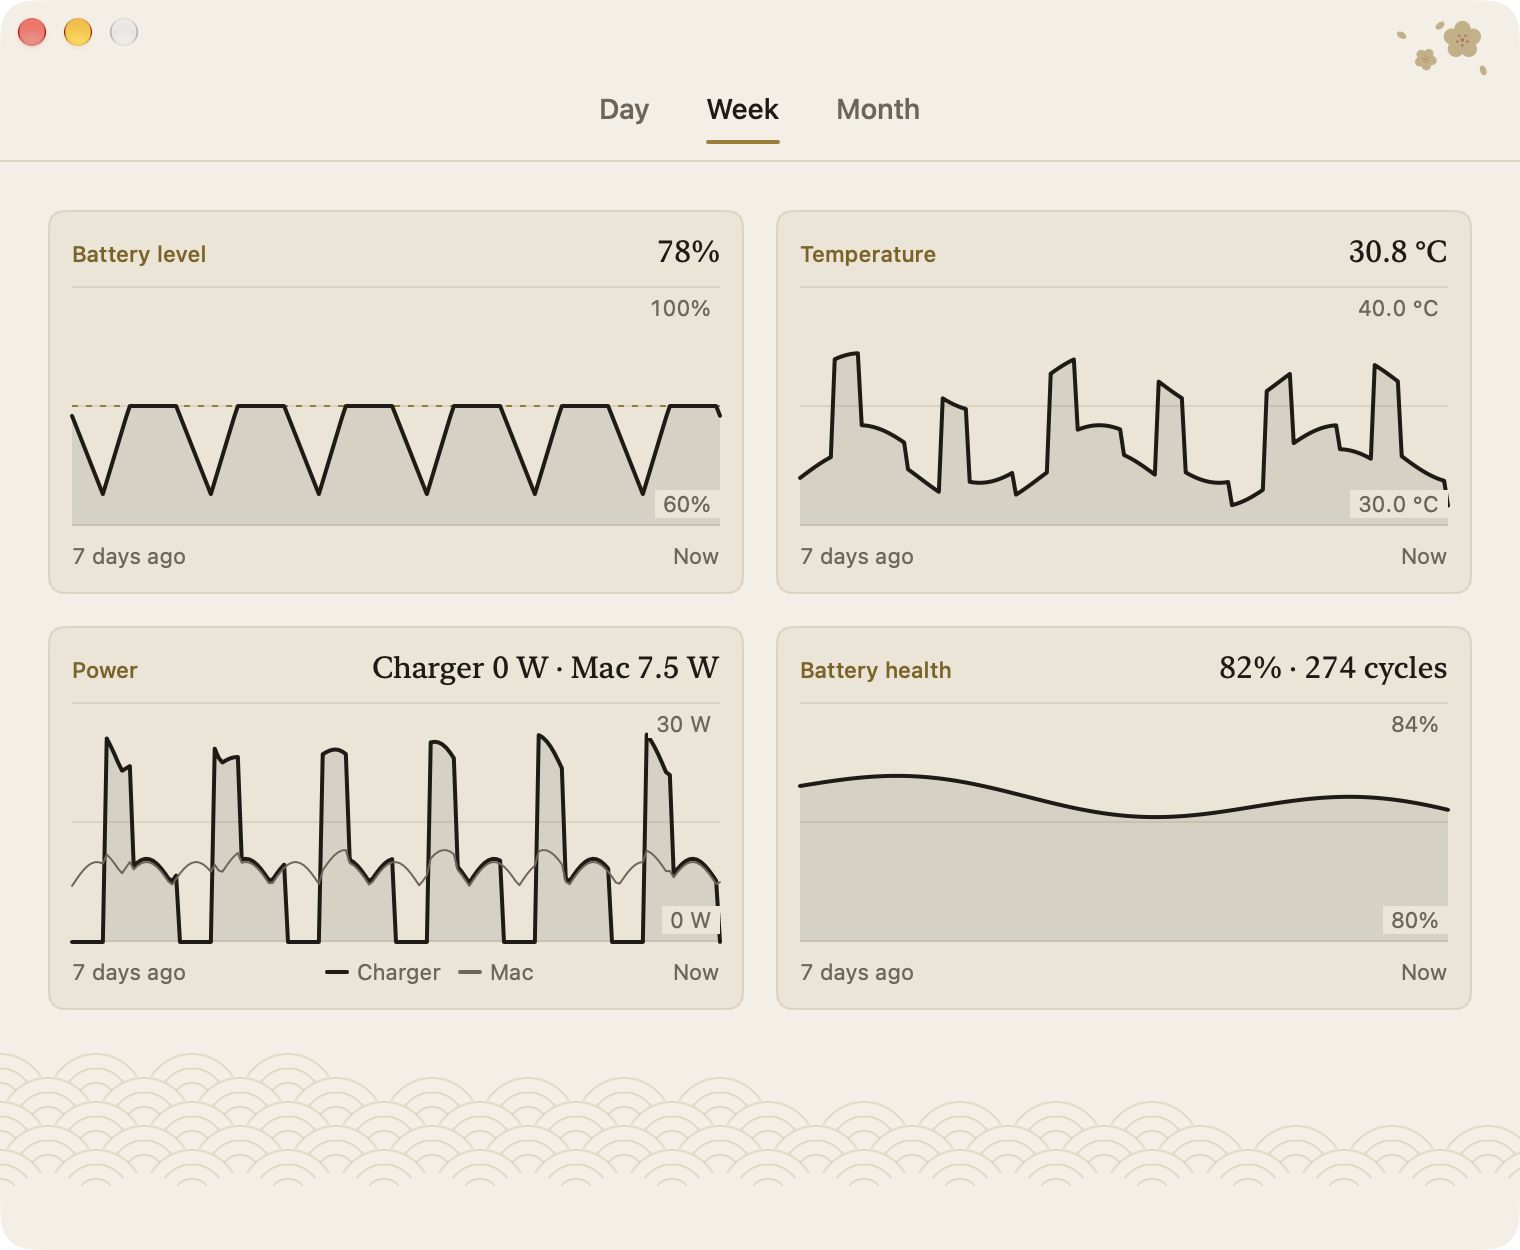 Day Week Month
Battery level 78%
100%
60%
7 days ago Now
Temperature 30.8 °C
40.0 °C
30.0 °C
7 days ago Now
Power Charger 0 W · Mac 7.5 W
30 W
0 W
7 days ago Charger Mac Now
Battery health 82% · 274 cycles
84%
80%
7 days ago Now